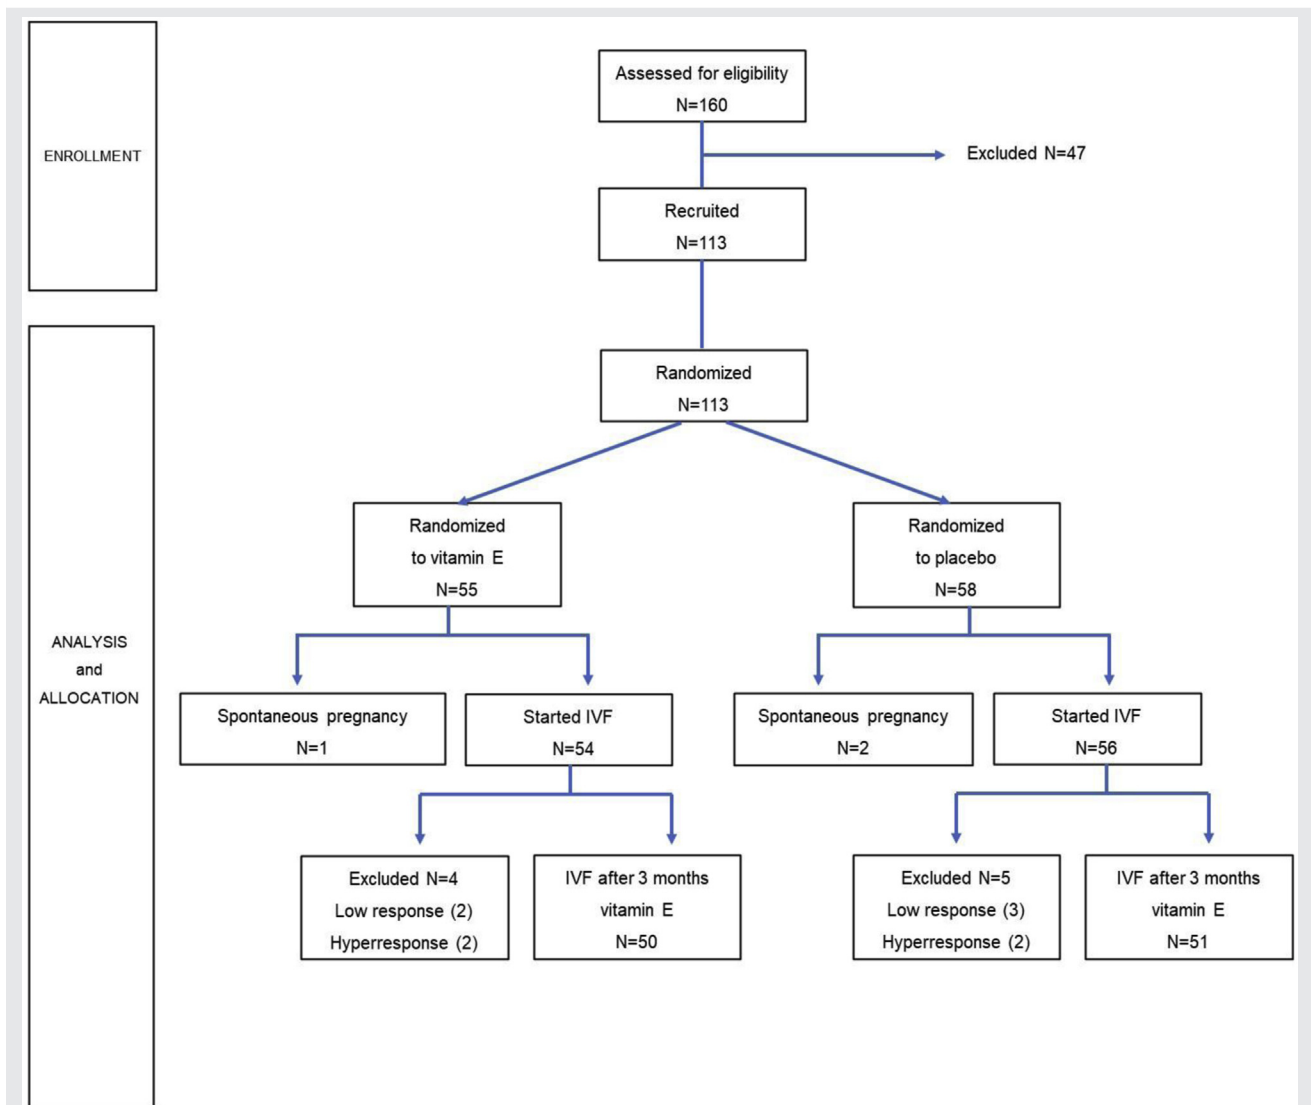 ENROLLMENT
Assessed for eligibility
N=160
Excluded N=47
Recruited
N=113
ANALYSIS
and
ALLOCATION
Randomized
N=113
Randomized
to vitamin E
N=55
Randomized
to placebo
N=58
Spontaneous pregnancy
N=1
Started IVF
N=54
Spontaneous pregnancy
N=2
Started IVF
N=56
Excluded N=4
Low response (2)
Hyperresponse (2)
IVF after 3 months
vitamin E
N=50
Excluded N=5
Low response (3)
Hyperresponse (2)
IVF after 3 months
vitamin E
N=51